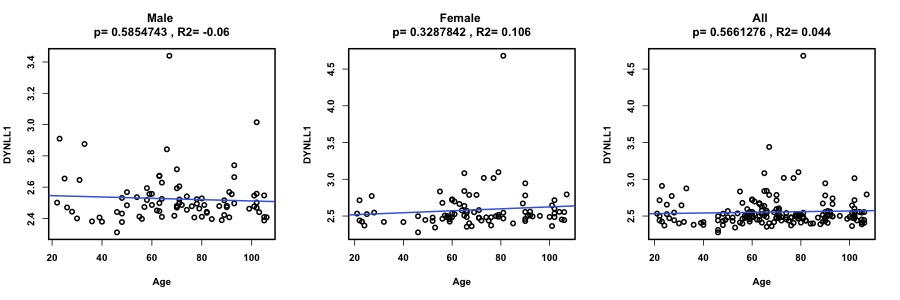 Male
p= 0.5854743 , R2= -0.06
DYNLL1
3.4
3.2
3.0
2.8
2.6
2.4
20 40 60 80 100
Age
Female
p= 0.3287842 , R2= 0.106
DYNLL1
4.5
4.0
3.5
3.0
2.5
20 40 60 80 100
Age
All
p= 0.5661276 , R2= 0.044
DYNLL1
4.5
4.0
3.5
3.0
2.5
20 40 60 80 100
Age